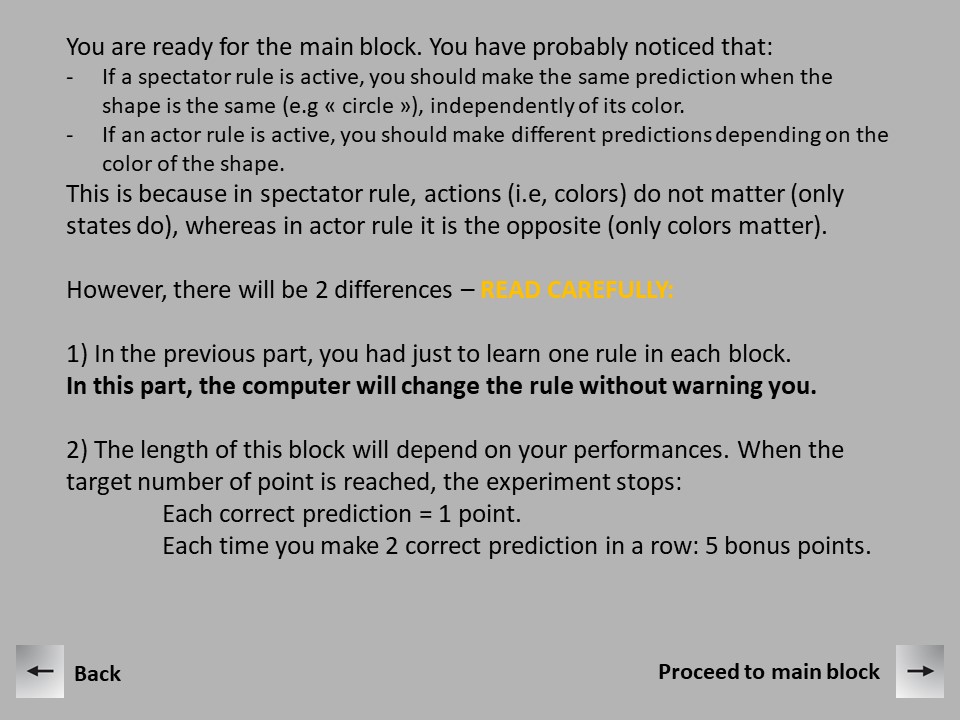 You are ready for the main block. You have probably noticed that:
- If a spectator rule is active, you should make the same prediction when the
shape is the same (e.g « circle »), independently of its color.
- If an actor rule is active, you should make different predictions depending on the
color of the shape.
This is because in spectator rule, actions (i.e, colors) do not matter (only
states do), whereas in actor rule it is the opposite (only colors matter).
However, there will be 2 differences – READ CAREFULLY:
1) In the previous part, you had just to learn one rule in each block.
In this part, the computer will change the rule without warning you.
2) The length of this block will depend on your performances. When the
target number of point is reached, the experiment stops:
Each correct prediction = 1 point.
Each time you make 2 correct prediction in a row: 5 bonus points.
← Back
Proceed to main block →